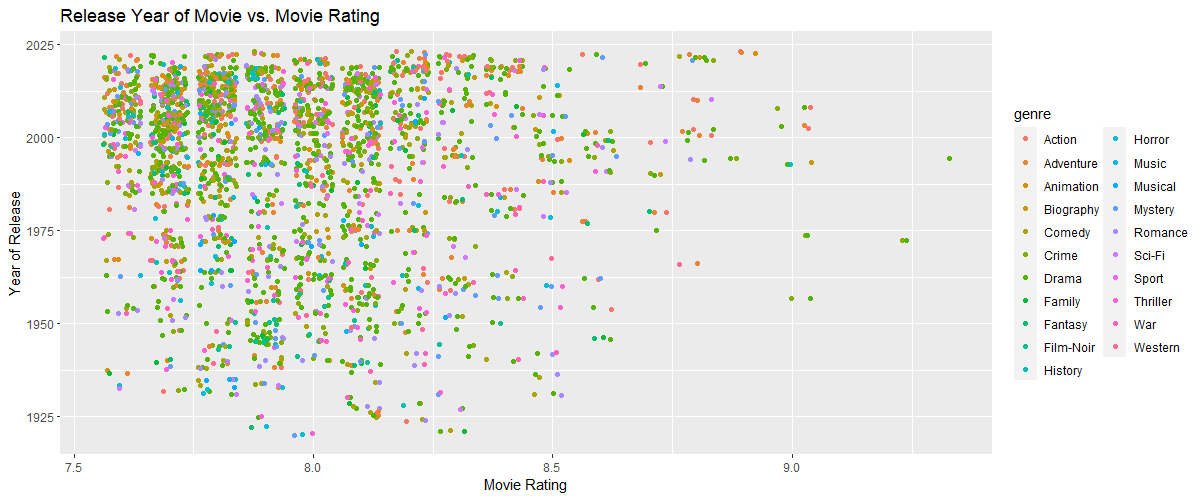 Release Year of Movie vs. Movie Rating
2025
2000
1975
1950
1925
Year of Release
7.5
8.0
8.5
9.0
Movie Rating
genre
Action
Adventure
Animation
Biography
Comedy
Crime
Drama
Family
Fantasy
Film-Noir
History
Horror
Music
Musical
Mystery
Romance
Sci-Fi
Sport
Thriller
War
Western